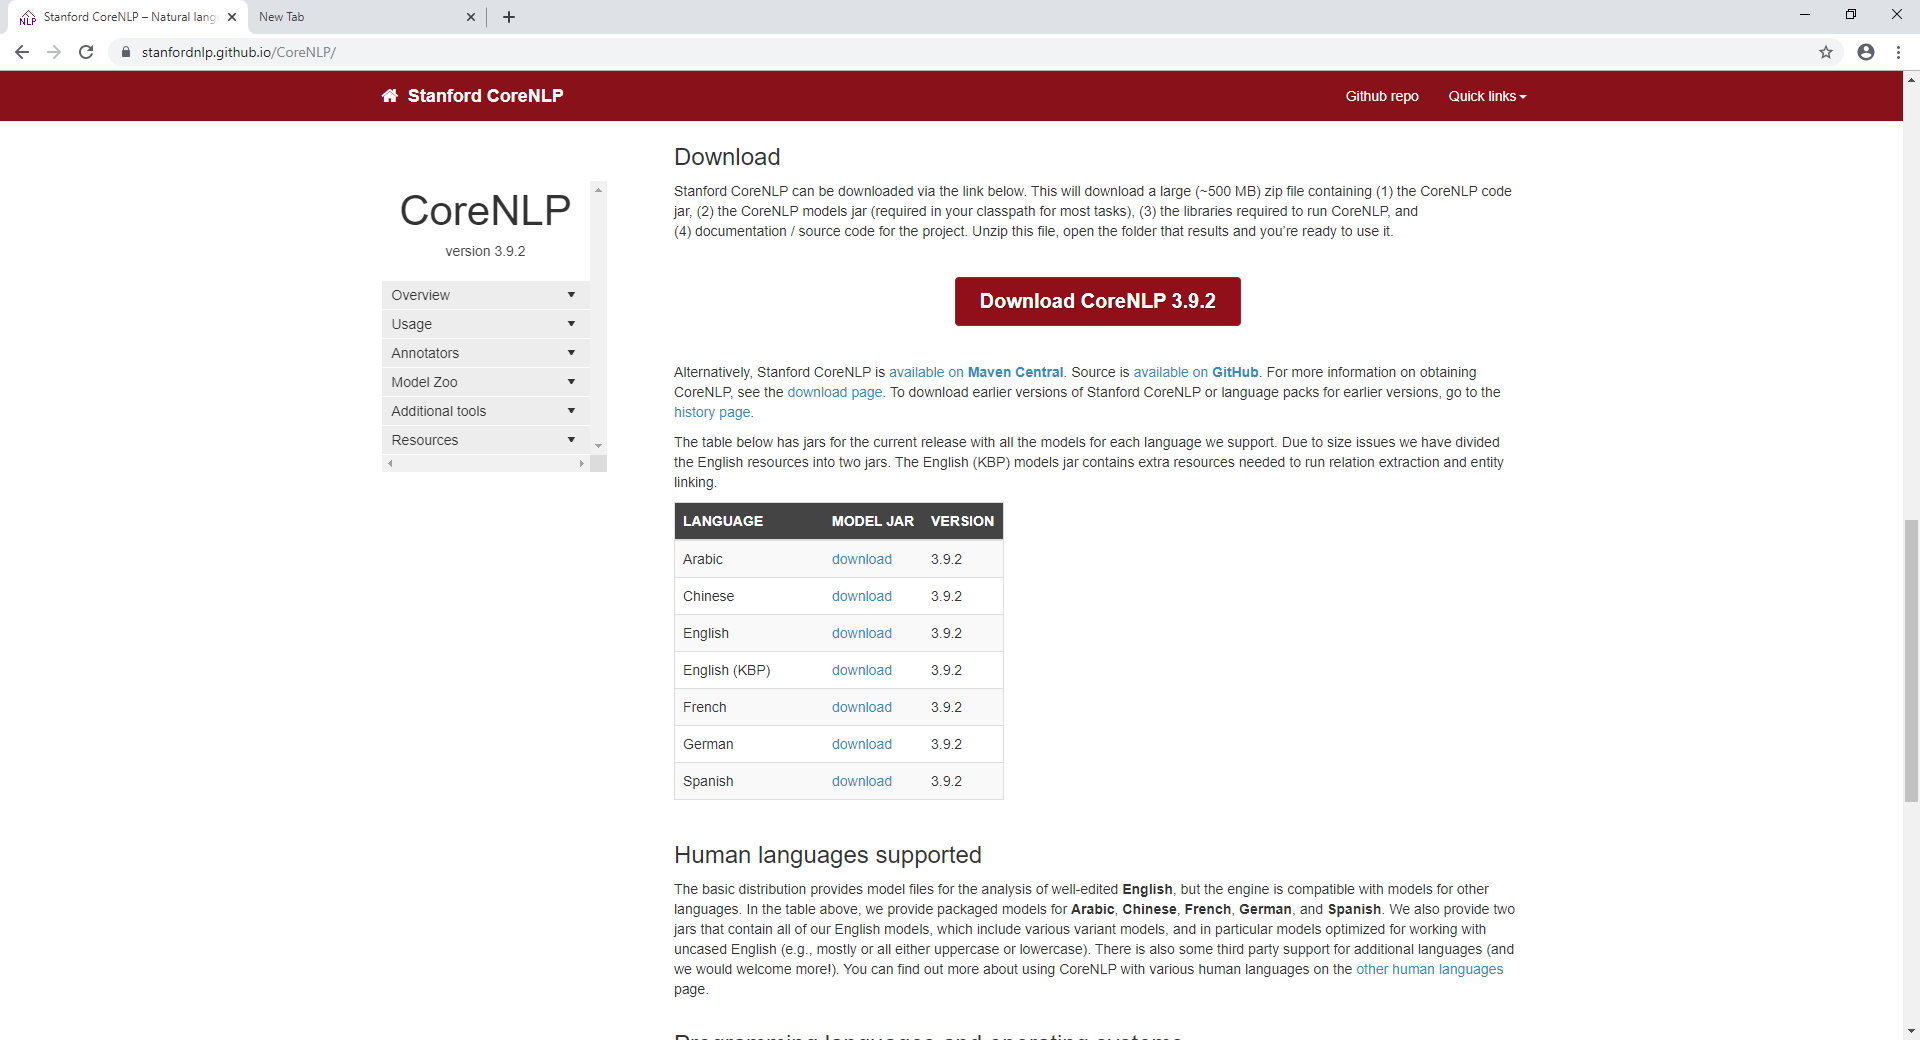 Stanford CoreNLP – Natural lang
New Tab
stanfordnlp.github.io/CoreNLP/
Stanford CoreNLP
Github repo
Quick links
CoreNLP
version 3.9.2
Overview
Usage
Annotators
Model Zoo
Additional tools
Resources
Download
Stanford CoreNLP can be downloaded via the link below. This will download a large (~500 MB) zip file containing (1) the CoreNLP code
jar, (2) the CoreNLP models jar (required in your classpath for most tasks), (3) the libraries required to run CoreNLP, and
(4) documentation / source code for the project. Unzip this file, open the folder that results and you’re ready to use it.
Download CoreNLP 3.9.2
Alternatively, Stanford CoreNLP is available on Maven Central. Source is available on GitHub. For more information on obtaining
CoreNLP, see the download page. To download earlier versions of Stanford CoreNLP or language packs for earlier versions, go to the
history page.
The table below has jars for the current release with all the models for each language we support. Due to size issues we have divided
the English resources into two jars. The English (KBP) models jar contains extra resources needed to run relation extraction and entity
linking.
LANGUAGE MODEL JAR VERSION
Arabic download 3.9.2
Chinese download 3.9.2
English download 3.9.2
English (KBP) download 3.9.2
French download 3.9.2
German download 3.9.2
Spanish download 3.9.2
Human languages supported
The basic distribution provides model files for the analysis of well-edited English, but the engine is compatible with models for other
languages. In the table above, we provide packaged models for Arabic, Chinese, French, German, and Spanish. We also provide two
jars that contain all of our English models, which include various variant models, and in particular models optimized for working with
uncased English (e.g., mostly or all either uppercase or lowercase). There is also some third party support for additional languages (and
we would welcome more!). You can find out more about using CoreNLP with various human languages on the other human languages
page.
Programming languages and operating systems